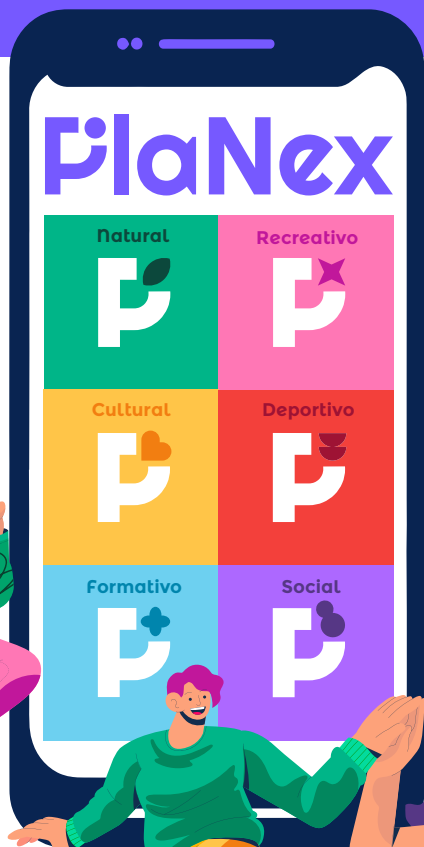 PlaNex
Natural
Recreativo
P
P
Cultural
Deportivo
P
P
Formativo
Social
P
P